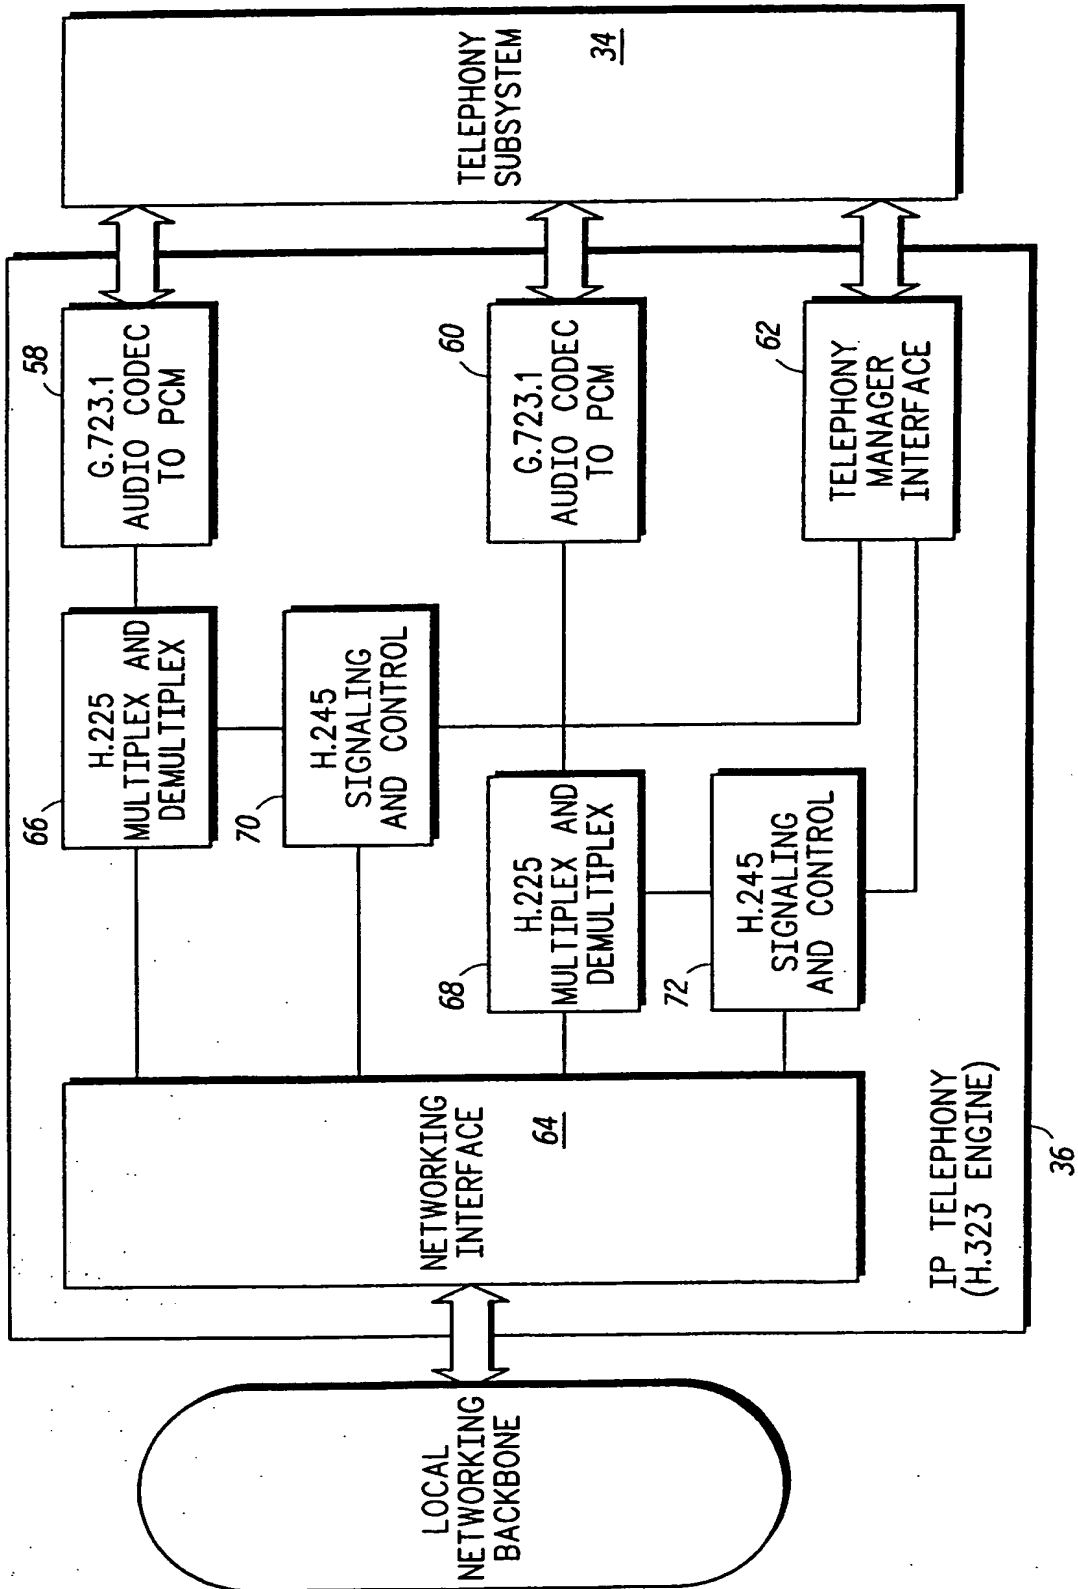 LOCAL
NETWORKING
BACKBONE
NETWORKING
INTERFACE
64
66
H.225
MULTIPLEX AND
DEMULTIPLEX
58
G.723.1
AUDIO CODEC
TO PCM
70
H.245
SIGNALING
AND CONTROL
68
H.225
MULTIPLEX AND
DEMULTIPLEX
60
G.723.1
AUDIO CODEC
TO PCM
72
H.245
SIGNALING
AND CONTROL
62
TELEPHONY
MANAGER
INTERFACE
TELEPHONY
SUBSYSTEM
34
IP TELEPHONY
(H.323 ENGINE)
36